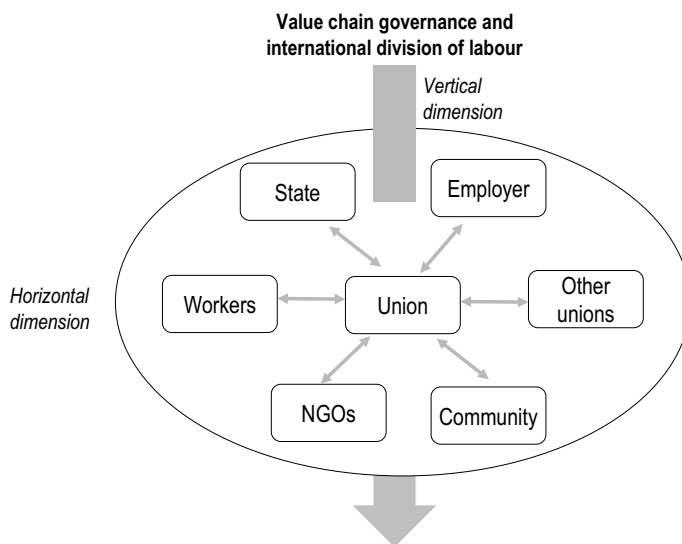 Value chain governance and
international division of labour
Vertical
dimension
State
Employer
Horizontal
dimension
Workers
Union
Other
unions
NGOs
Community